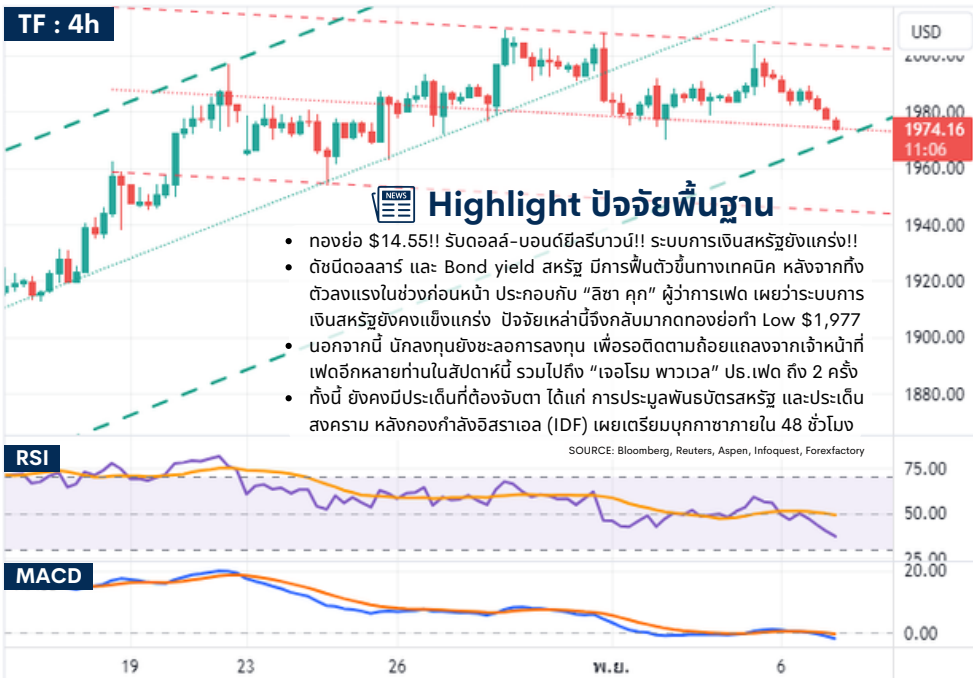 TF : 4h
USD
2000.00
1980.00
1974.16
11:06
1960.00
1940.00
1920.00
1900.00
1880.00
NEWS
Highlight ปัจจัยพื้นฐาน
• ทองย่อ $14.55!! รับดอลล์-บอนด์ยีลรีบาวน์!! ระบบการเงินสหรัฐยังแกร่ง!!
• ดัชนีดอลลาร์ และ Bond yield สหรัฐ มีการฟื้นตัวขึ้นทางเทคนิค หลังจากทิ้ง
ตัวลงแรงในช่วงก่อนหน้า ประกอบกับ “ลิซา คุก” ผู้ว่าการเฟด เผยว่าระบบการ
เงินสหรัฐยังคงแข็งแกร่ง ปัจจัยเหล่านี้จึงกลับมากดทองย่อทำ Low $1,977
• นอกจากนี้ นักลงทุนยังชะลอการลงทุน เพื่อรอติดตามถ้อยแถลงจากเจ้าหน้าที่
เฟดอีกหลายท่านในสัปดาห์นี้ รวมไปถึง “เจอโรม พาวเวล” ปธ.เฟด ถึง 2 ครั้ง
• ทั้งนี้ ยังคงมีประเด็นที่ต้องจับตา ได้แก่ การประมูลพันธบัตรสหรัฐ และประเด็น
สงคราม หลังกองกำลังอิสราเอล (IDF) เผยเตรียมบุกกาซาภายใน 48 ชั่วโมง
SOURCE: Bloomberg, Reuters, Aspen, Infoquest, Forexfactory
RSI
75.00
50.00
25.00
MACD
20.00
0.00
19
23
26
พ.ย.
6